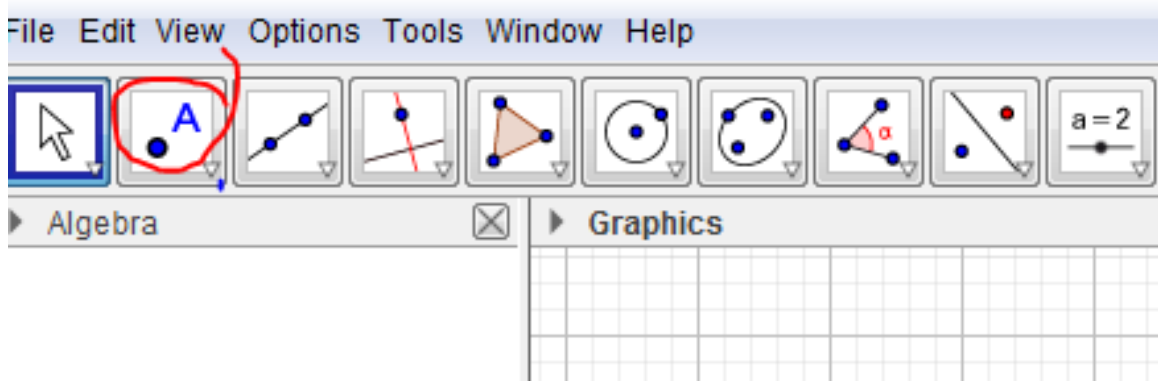 File Edit View Options Tools Window Help
A α a = 2
Algebra Graphics